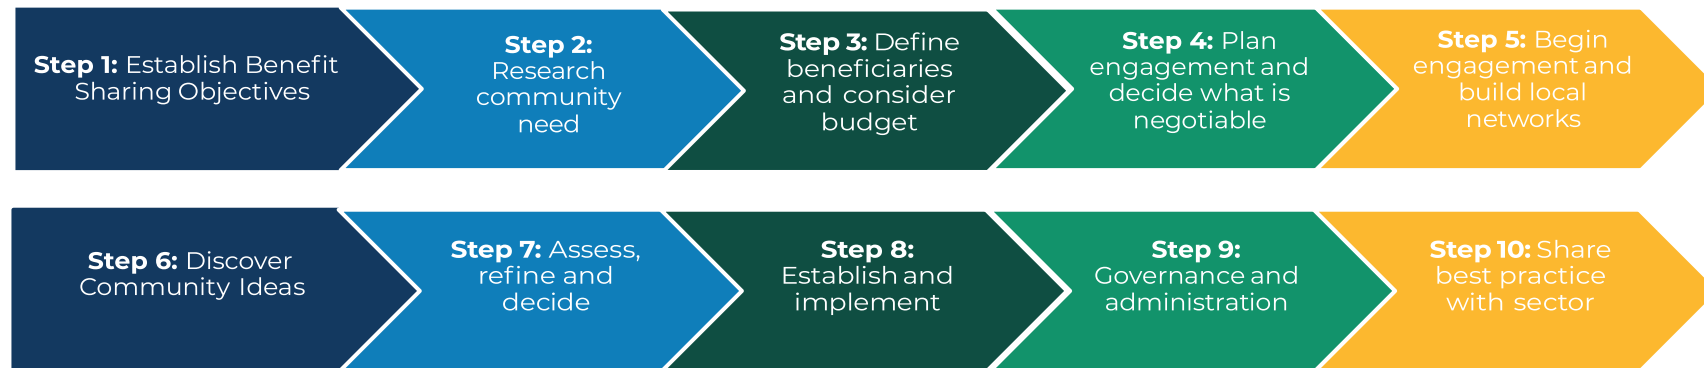 Step 1: Establish Benefit
Sharing Objectives
Step 2:
Research
community
need
Step 3: Define
beneficiaries
and consider
budget
Step 4: Plan
engagement and
decide what is
negotiable
Step 5: Begin
engagement and
build local
networks
Step 6: Discover
Community Ideas
Step 7: Assess,
refine and
decide
Step 8:
Establish and
implement
Step 9:
Governance and
administration
Step 10: Share
best practice
with sector